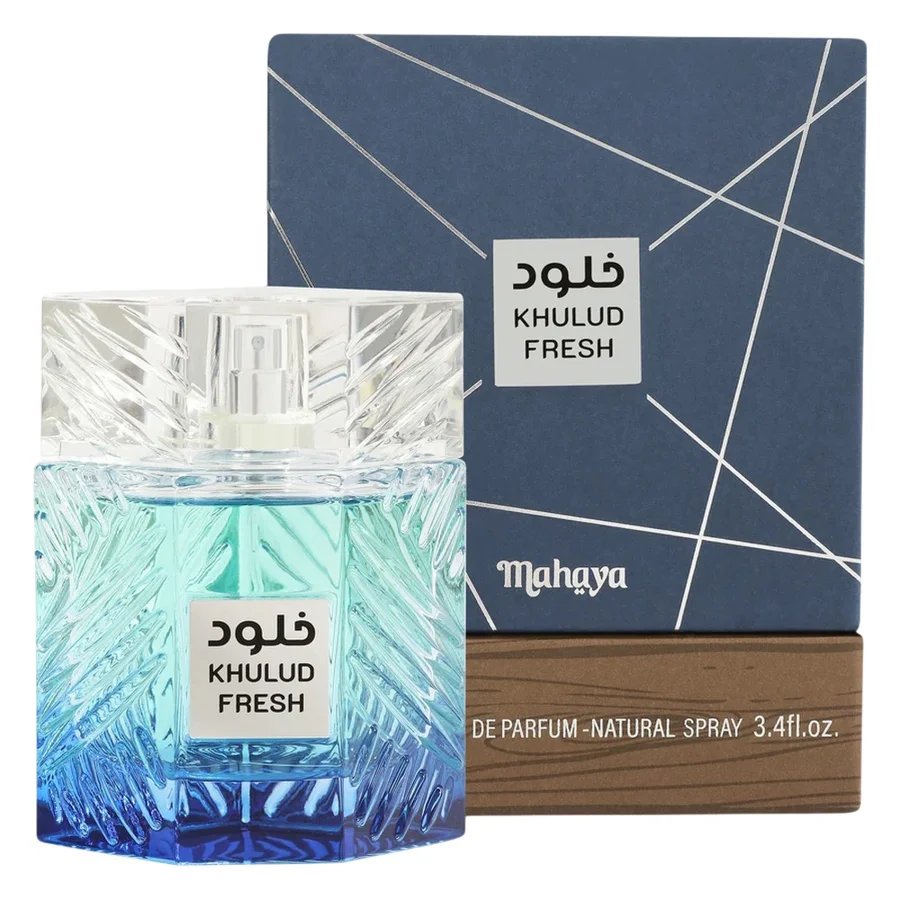 خلود
KHULUD
FRESH
Mahaya
DE PARFUM - NATURAL SPRAY 3.4fl.oz.
خلود
KHULUD
FRESH